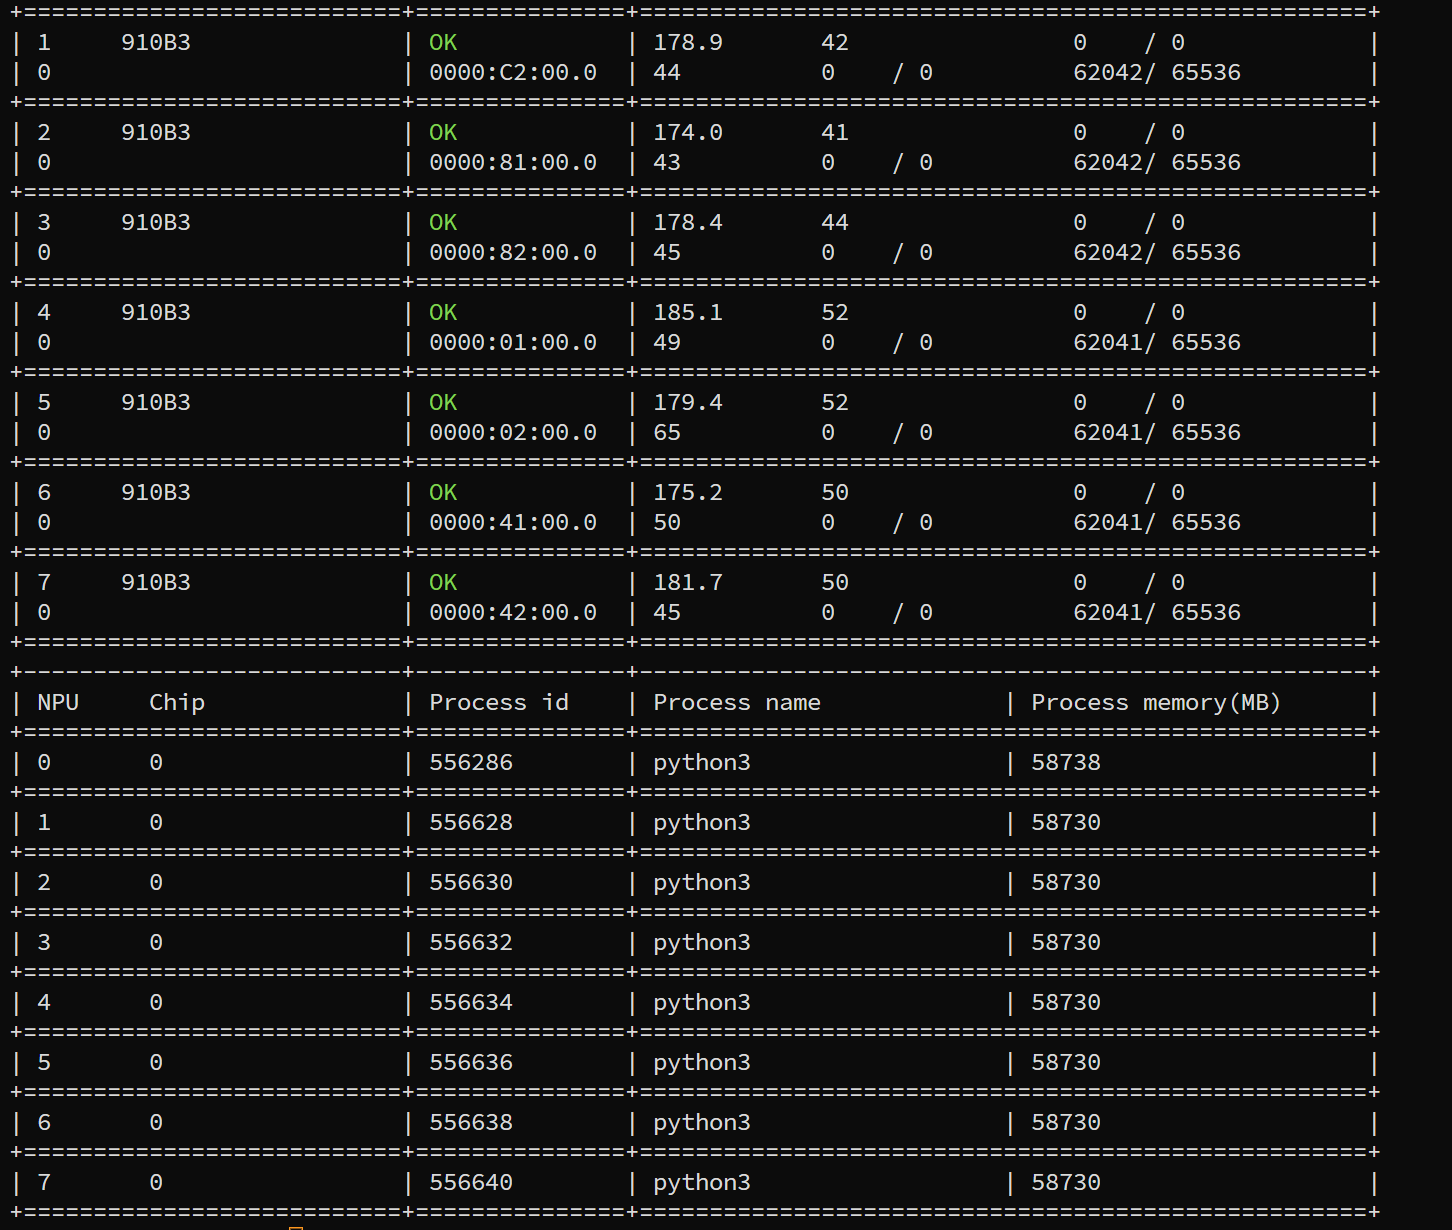 +===========================+===============+====================================================+
| 1     910B3               | OK            | 178.9       42                0    / 0             |
| 0                         | 0000:C2:00.0  | 44          0    / 0          62042/ 65536         |
+===========================+===============+====================================================+
| 2     910B3               | OK            | 174.0       41                0    / 0             |
| 0                         | 0000:81:00.0  | 43          0    / 0          62042/ 65536         |
+===========================+===============+====================================================+
| 3     910B3               | OK            | 178.4       44                0    / 0             |
| 0                         | 0000:82:00.0  | 45          0    / 0          62042/ 65536         |
+===========================+===============+====================================================+
| 4     910B3               | OK            | 185.1       52                0    / 0             |
| 0                         | 0000:01:00.0  | 49          0    / 0          62041/ 65536         |
+===========================+===============+====================================================+
| 5     910B3               | OK            | 179.4       52                0    / 0             |
| 0                         | 0000:02:00.0  | 65          0    / 0          62041/ 65536         |
+===========================+===============+====================================================+
| 6     910B3               | OK            | 175.2       50                0    / 0             |
| 0                         | 0000:41:00.0  | 50          0    / 0          62041/ 65536         |
+===========================+===============+====================================================+
| 7     910B3               | OK            | 181.7       50                0    / 0             |
| 0                         | 0000:42:00.0  | 45          0    / 0          62041/ 65536         |
+===========================+===============+====================================================+
+---------------------------+---------------+----------------------------------------------------+
| NPU     Chip              | Process id    | Process name             | Process memory(MB)      |
+===========================+===============+====================================================+
| 0       0                 | 556286        | python3                  | 58738                   |
+===========================+===============+====================================================+
| 1       0                 | 556628        | python3                  | 58730                   |
+===========================+===============+====================================================+
| 2       0                 | 556630        | python3                  | 58730                   |
+===========================+===============+====================================================+
| 3       0                 | 556632        | python3                  | 58730                   |
+===========================+===============+====================================================+
| 4       0                 | 556634        | python3                  | 58730                   |
+===========================+===============+====================================================+
| 5       0                 | 556636        | python3                  | 58730                   |
+===========================+===============+====================================================+
| 6       0                 | 556638        | python3                  | 58730                   |
+===========================+===============+====================================================+
| 7       0                 | 556640        | python3                  | 58730                   |
+===========================+===============+====================================================+